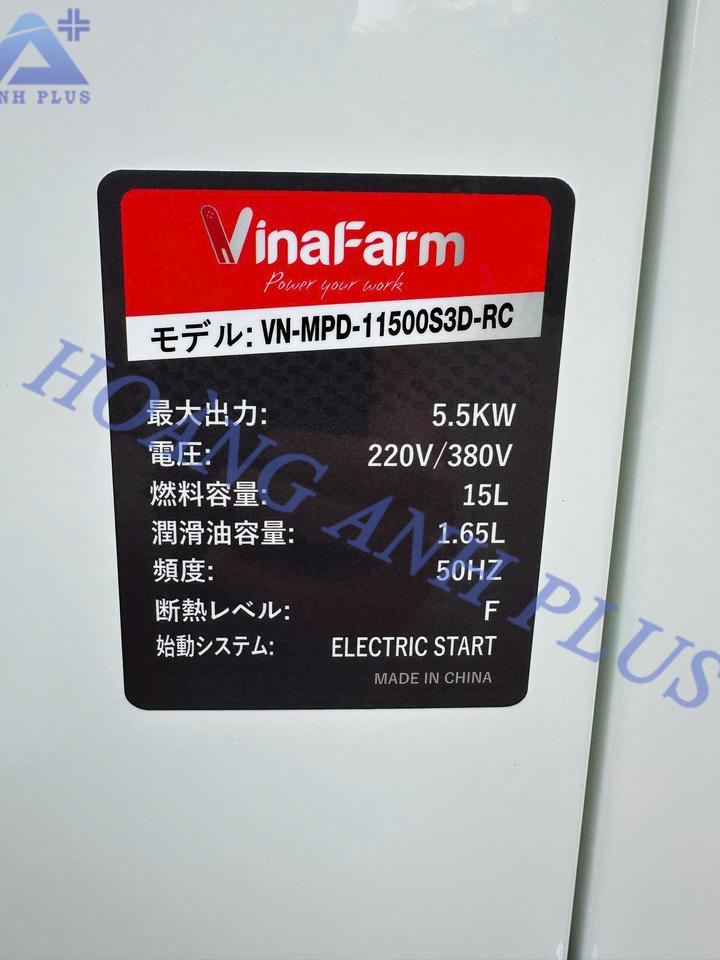 NH PLUS
VinaFarm
Power your work
モデル: VN-MPD-11500S3D-RC
最大出力: 5.5KW
電圧: 220V/380V
燃料容量: 15L
潤滑油容量: 1.65L
頻度: 50HZ
断熱レベル: F
始動システム: ELECTRIC START
MADE IN CHINA
HOÀNG ANH PLUS